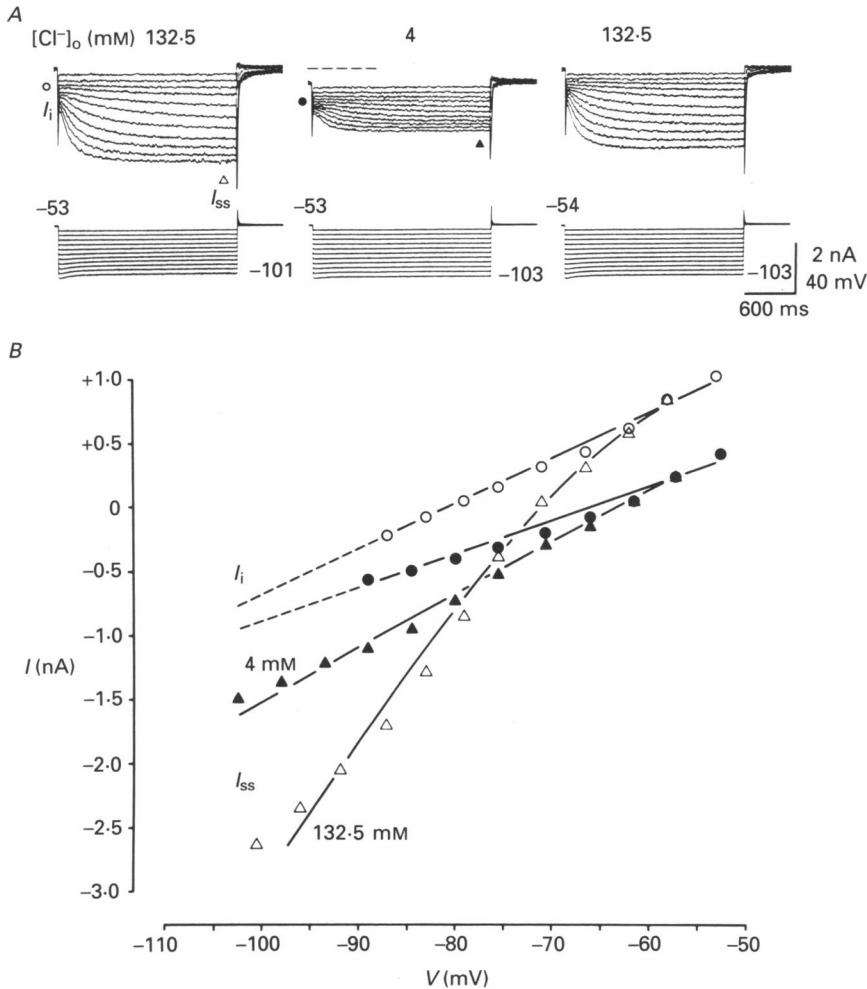 A
[Cl⁻]ₒ (mM) 132·5 4 132·5
Iᵢ
Iₛₛ
−53 −53 −54
−101 −103 −103
2 nA
40 mV
600 ms
B
+1·0
+0·5
0
−0·5
−1·0
−1·5
−2·0
−2·5
−3·0
I (nA)
Iᵢ
4 mM
Iₛₛ
132·5 mM
−110 −100 −90 −80 −70 −60 −50
V (mV)